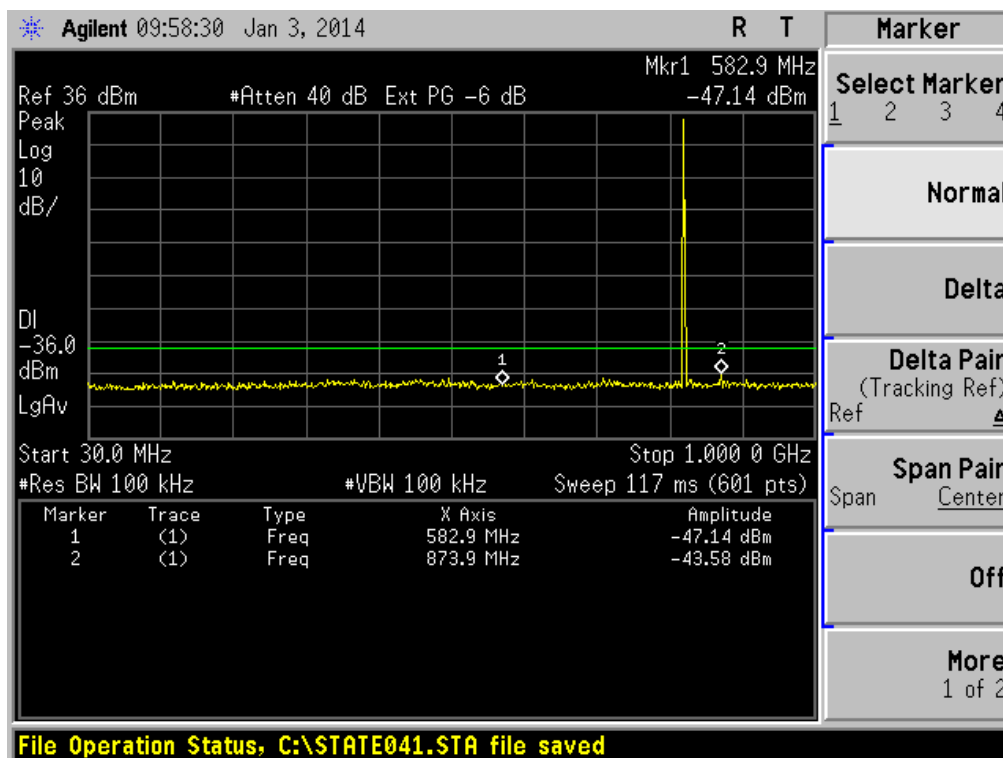 Agilent 09:58:30 Jan 3, 2014 R T
Mkr1 582.9 MHz
Ref 36 dBm #Atten 40 dB Ext PG -6 dB -47.14 dBm
Peak
Log
10
dB/
DI
-36.0
dBm
LgAv
1
2
Start 30.0 MHz Stop 1.000 0 GHz
#Res BW 100 kHz #VBW 100 kHz Sweep 117 ms (601 pts)
Marker Trace Type X Axis Amplitude
1 (1) Freq 582.9 MHz -47.14 dBm
2 (1) Freq 873.9 MHz -43.58 dBm
File Operation Status, C:\STATE041.STA file saved
Marker
Select Marker
1 2 3 4
Normal
Delta
Delta Pair
(Tracking Ref)
Ref Δ
Span Pair
Span Center
Off
More
1 of 2